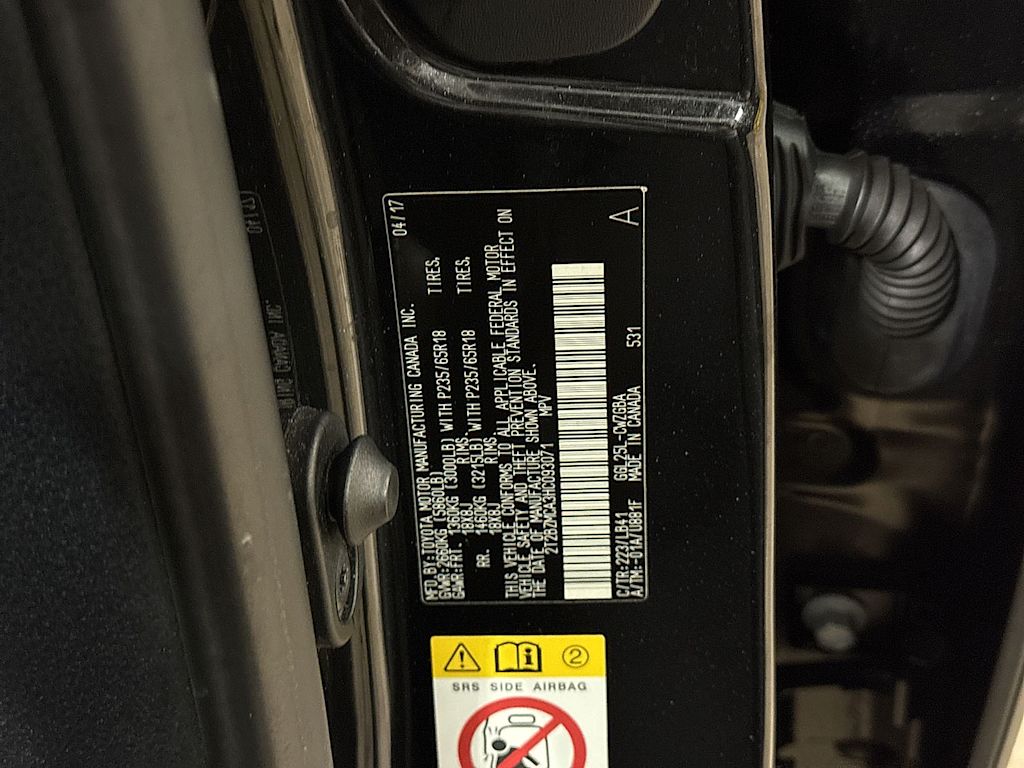 MFD.BY:TOYOTA MOTOR MANUFACTURING CANADA INC. 04/17
GVWR:2660KG (5860LB)
GAWR:FRT. 1360KG (3000LB) WITH P235/65R18 TIRES,
18X8J RIMS,
RR. 1460KG (3215LB) WITH P235/65R18 TIRES,
18X8J RIMS,
THIS VEHICLE CONFORMS TO ALL APPLICABLE FEDERAL MOTOR
VEHICLE SAFETY AND THEFT PREVENTION STANDARDS IN EFFECT ON
THE DATE OF MANUFACTURE SHOWN ABOVE.
2T2BZMCA3HC093071 MPV
C/TR:223/LB41 GGL25L-CWZGBA
A/TM:-01A/U881F MADE IN CANADA 531
A
2
SRS SIDE AIRBAG